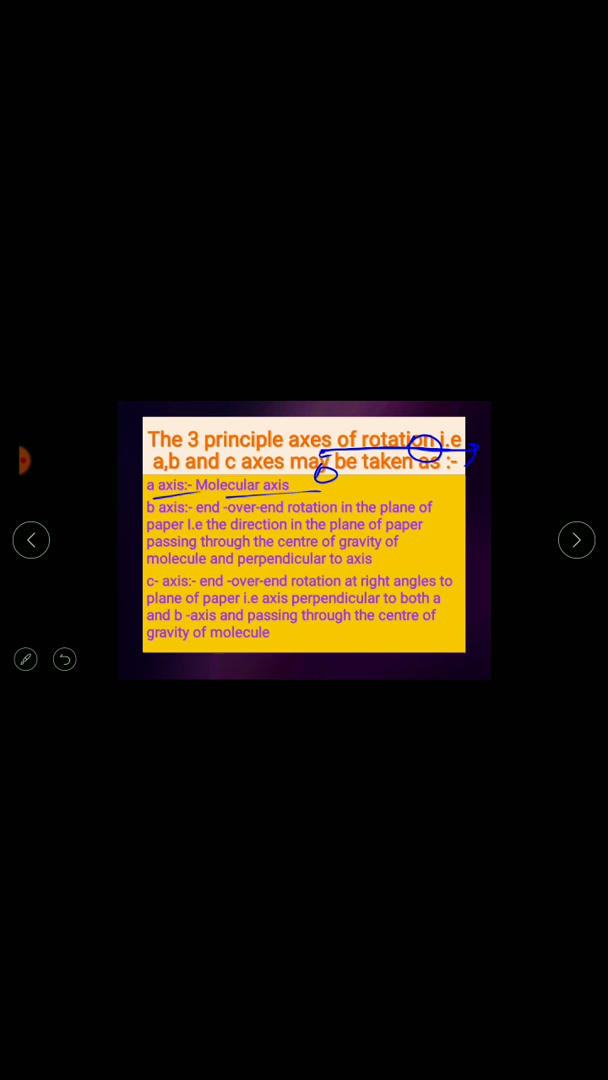 The 3 principle axes of rotation i.e
a,b and c axes may be taken as :-
a axis:- Molecular axis
b axis:- end -over-end rotation in the plane of
paper I.e the direction in the plane of paper
passing through the centre of gravity of
molecule and perpendicular to axis
c- axis:- end -over-end rotation at right angles to
plane of paper i.e axis perpendicular to both a
and b -axis and passing through the centre of
gravity of molecule